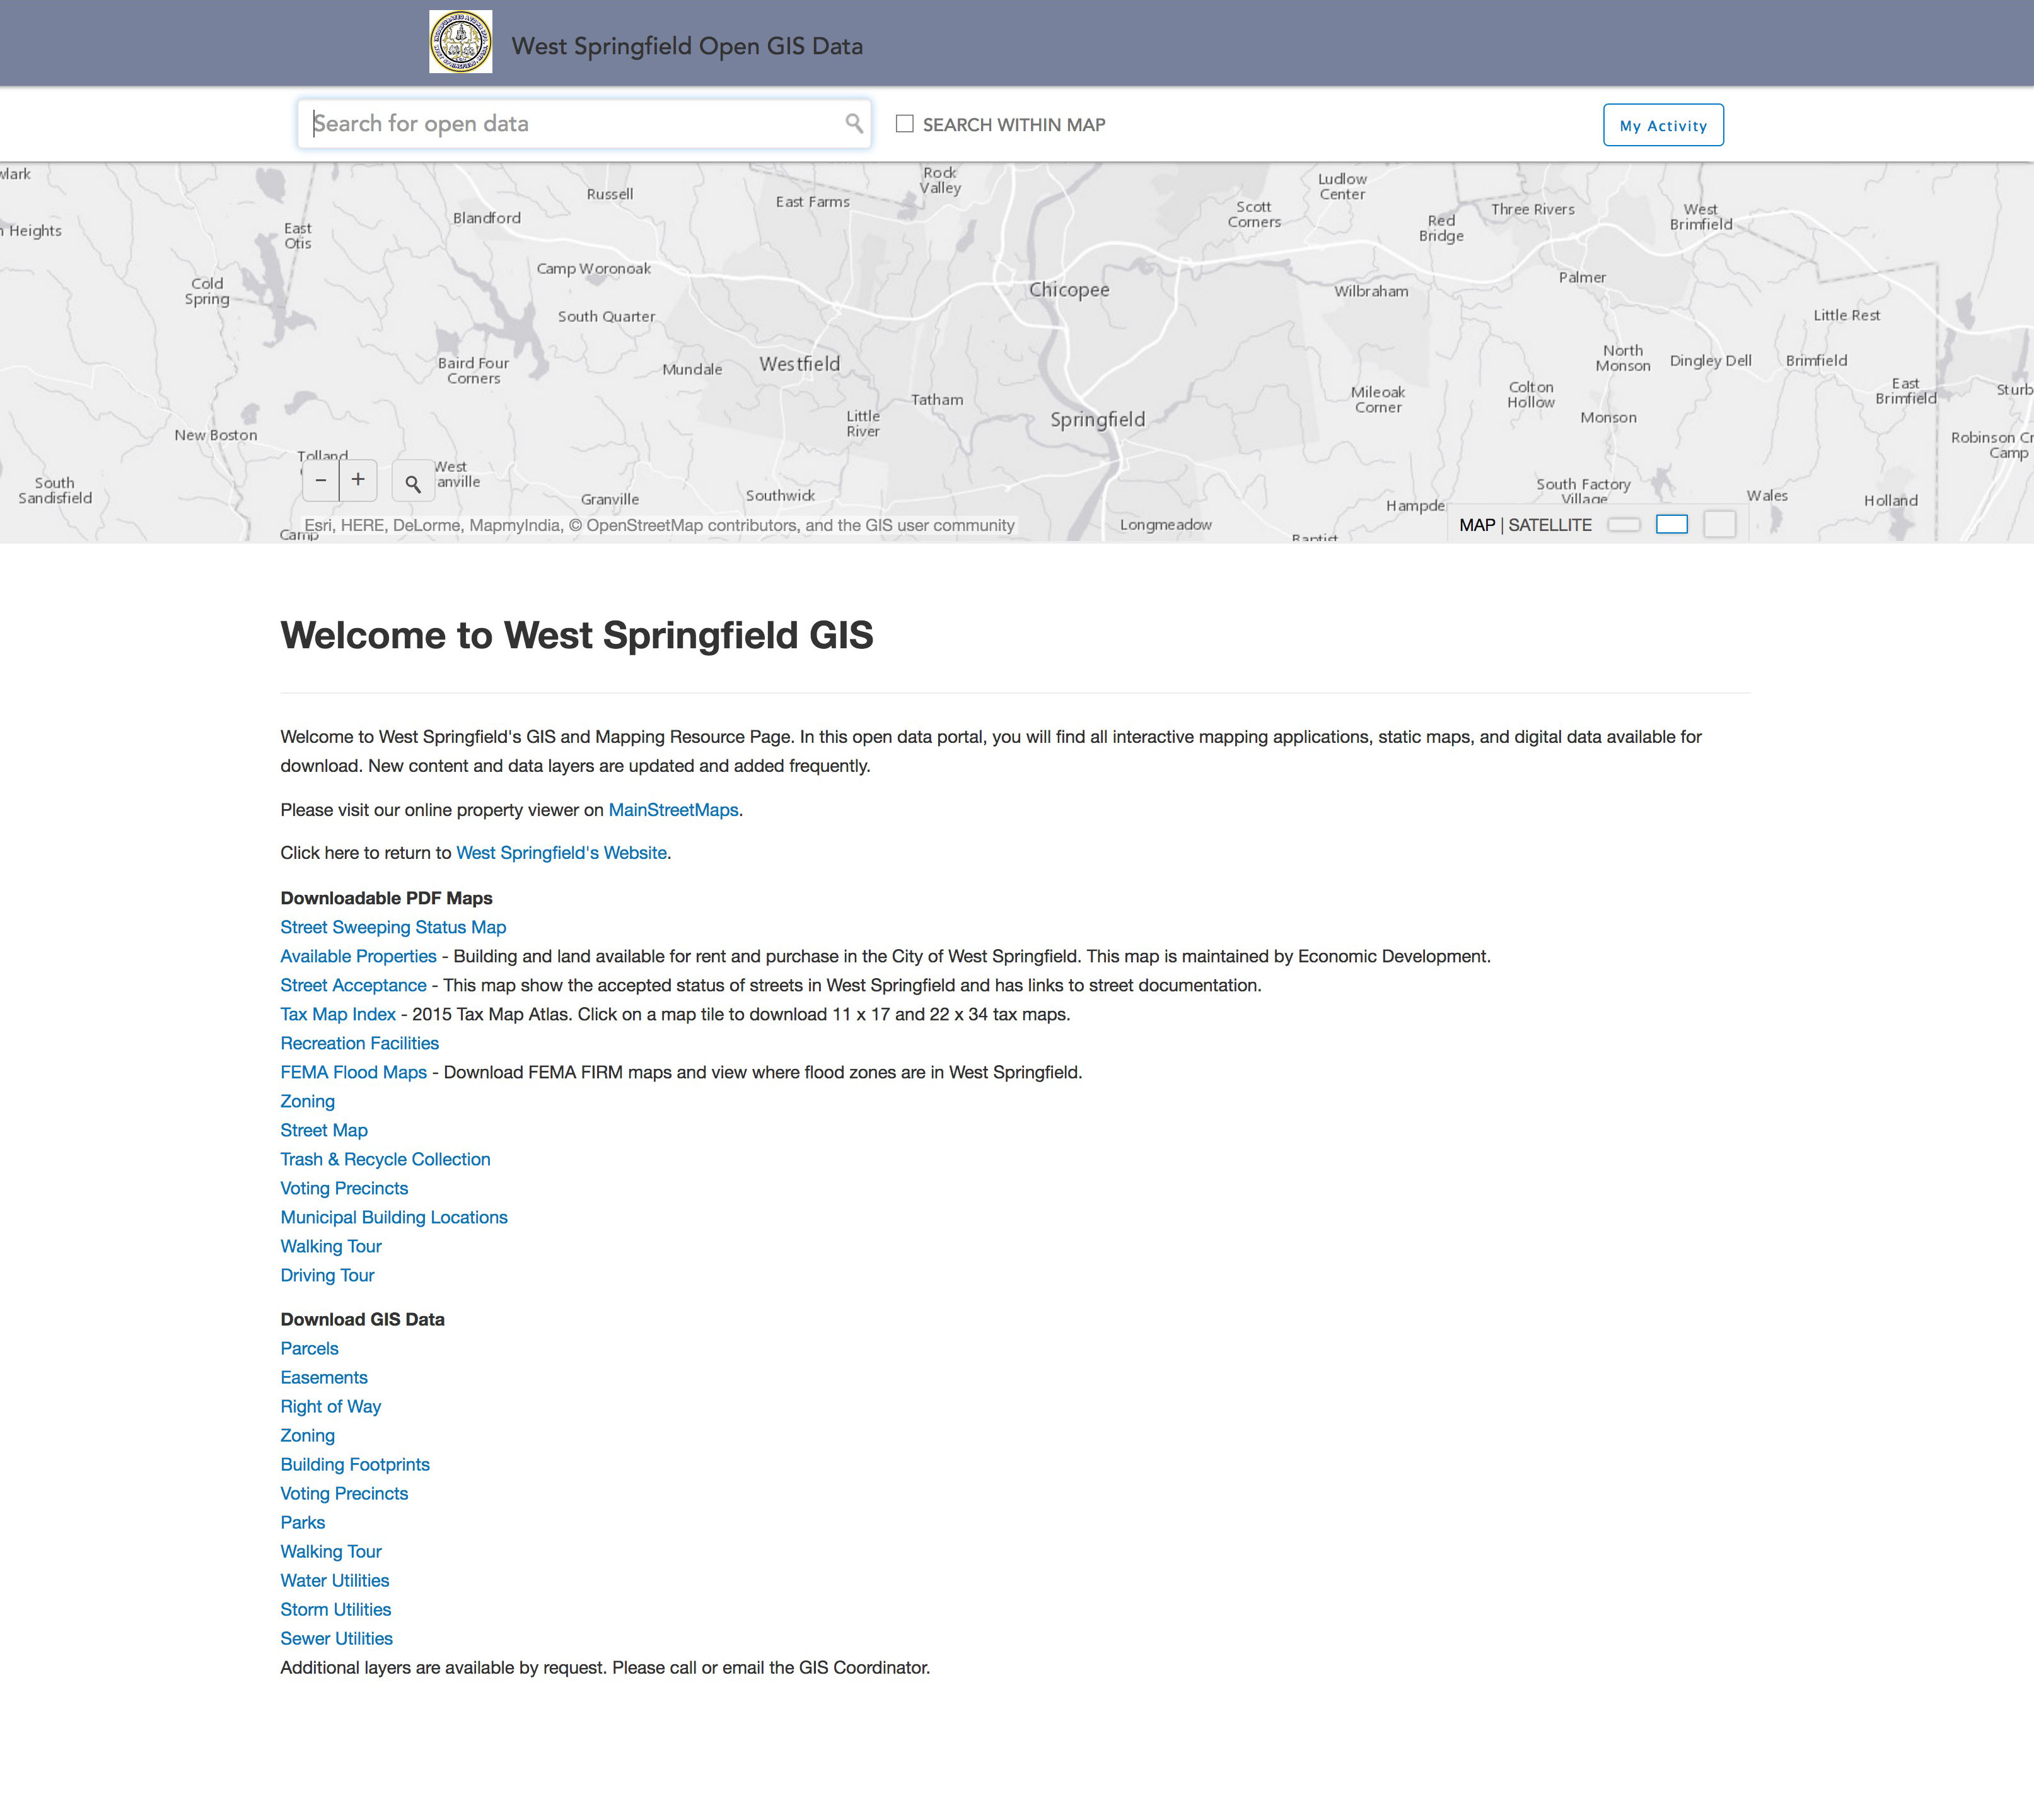 West Springfield Open GIS Data
Search for open data
SEARCH WITHIN MAP
My Activity
Rock
Valley
Ludlow
Center
Russell
East Farms
Scott
Corners
Three Rivers
West
Brimfield
Blandford
Red
Bridge
East
Otis
Heights
Camp Woronoak
Palmer
Cold
Spring
Chicopee
Wilbraham
South Quarter
Little Rest
North
Monson
Dingley Dell
Brimfield
Baird Four
Corners
Mundale
Westfield
East
Brimfield
Sturb
Colton
Hollow
Mileoak
Corner
Tatham
Little
River
Springfield
Monson
New Boston
Robinson Cr
Camp
Tolland
West
anville
South
Sandisfield
South Factory
Village
Granville
Southwick
Wales
Holland
Hampde
Longmeadow
Camp
Baptist
Esri, HERE, DeLorme, MapmyIndia, © OpenStreetMap contributors, and the GIS user community
MAP | SATELLITE
Welcome to West Springfield GIS
Welcome to West Springfield's GIS and Mapping Resource Page. In this open data portal, you will find all interactive mapping applications, static maps, and digital data available for
download. New content and data layers are updated and added frequently.
Please visit our online property viewer on MainStreetMaps.
Click here to return to West Springfield's Website.
Downloadable PDF Maps
Street Sweeping Status Map
Available Properties - Building and land available for rent and purchase in the City of West Springfield. This map is maintained by Economic Development.
Street Acceptance - This map show the accepted status of streets in West Springfield and has links to street documentation.
Tax Map Index - 2015 Tax Map Atlas. Click on a map tile to download 11 x 17 and 22 x 34 tax maps.
Recreation Facilities
FEMA Flood Maps - Download FEMA FIRM maps and view where flood zones are in West Springfield.
Zoning
Street Map
Trash & Recycle Collection
Voting Precincts
Municipal Building Locations
Walking Tour
Driving Tour
Download GIS Data
Parcels
Easements
Right of Way
Zoning
Building Footprints
Voting Precincts
Parks
Walking Tour
Water Utilities
Storm Utilities
Sewer Utilities
Additional layers are available by request. Please call or email the GIS Coordinator.